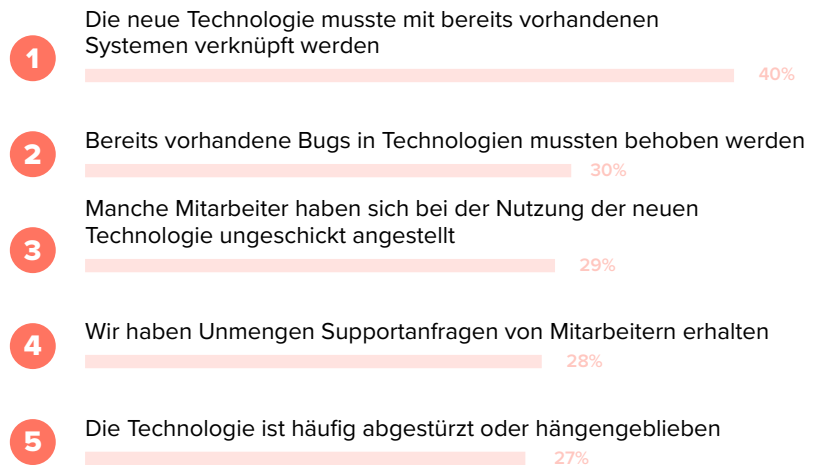 1
Die neue Technologie musste mit bereits vorhandenen
Systemen verknüpft werden
40%
2
Bereits vorhandene Bugs in Technologien mussten behoben werden
30%
3
Manche Mitarbeiter haben sich bei der Nutzung der neuen
Technologie ungeschickt angestellt
29%
4
Wir haben Unmengen Supportanfragen von Mitarbeitern erhalten
28%
5
Die Technologie ist häufig abgestürzt oder hängengeblieben
27%